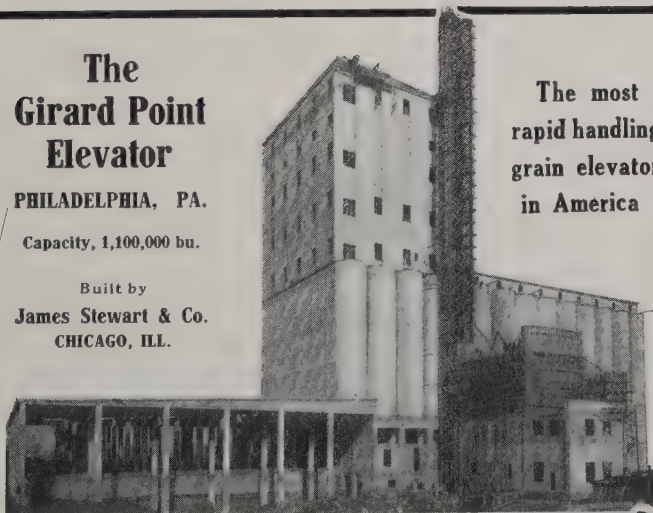 The
Girard Point
Elevator
PHILADELPHIA, PA.
Capacity, 1,100,000 bu.
Built by
James Stewart & Co.
CHICAGO, ILL.
The most
rapid handling
grain elevator
in America